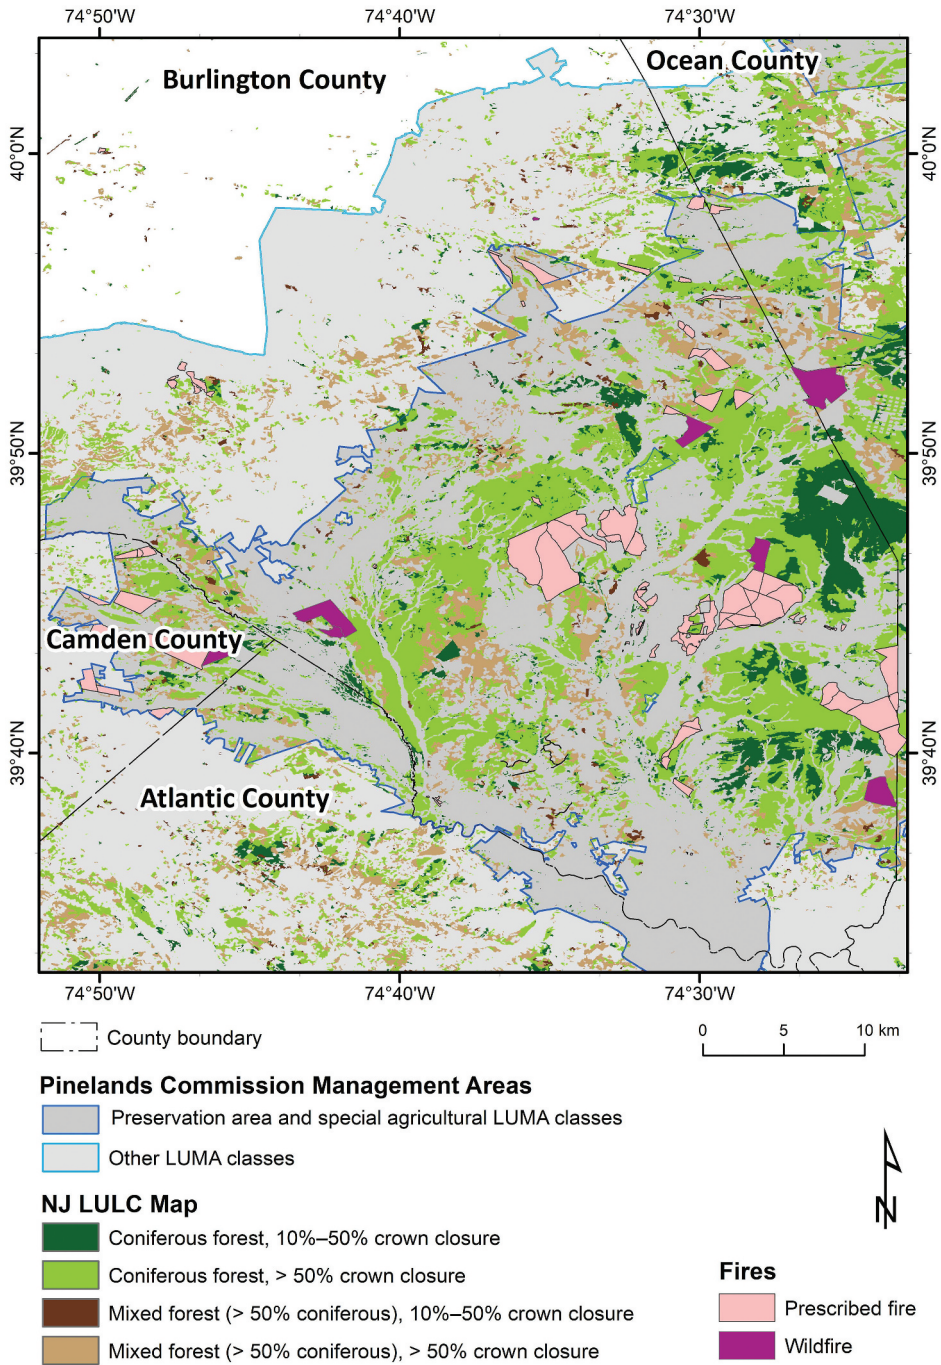 74°50'W 74°40'W 74°30'W
Burlington County
Ocean County
40°0'N
40°0'N
39°50'N
39°50'N
Camden County
39°40'N
39°40'N
Atlantic County
74°50'W 74°40'W 74°30'W
County boundary
0 5 10 km
Pinelands Commission Management Areas
Preservation area and special agricultural LUMA classes
Other LUMA classes
N
NJ LULC Map
Coniferous forest, 10%–50% crown closure
Coniferous forest, > 50% crown closure
Mixed forest (> 50% coniferous), 10%–50% crown closure
Mixed forest (> 50% coniferous), > 50% crown closure
Fires
Prescribed fire
Wildfire